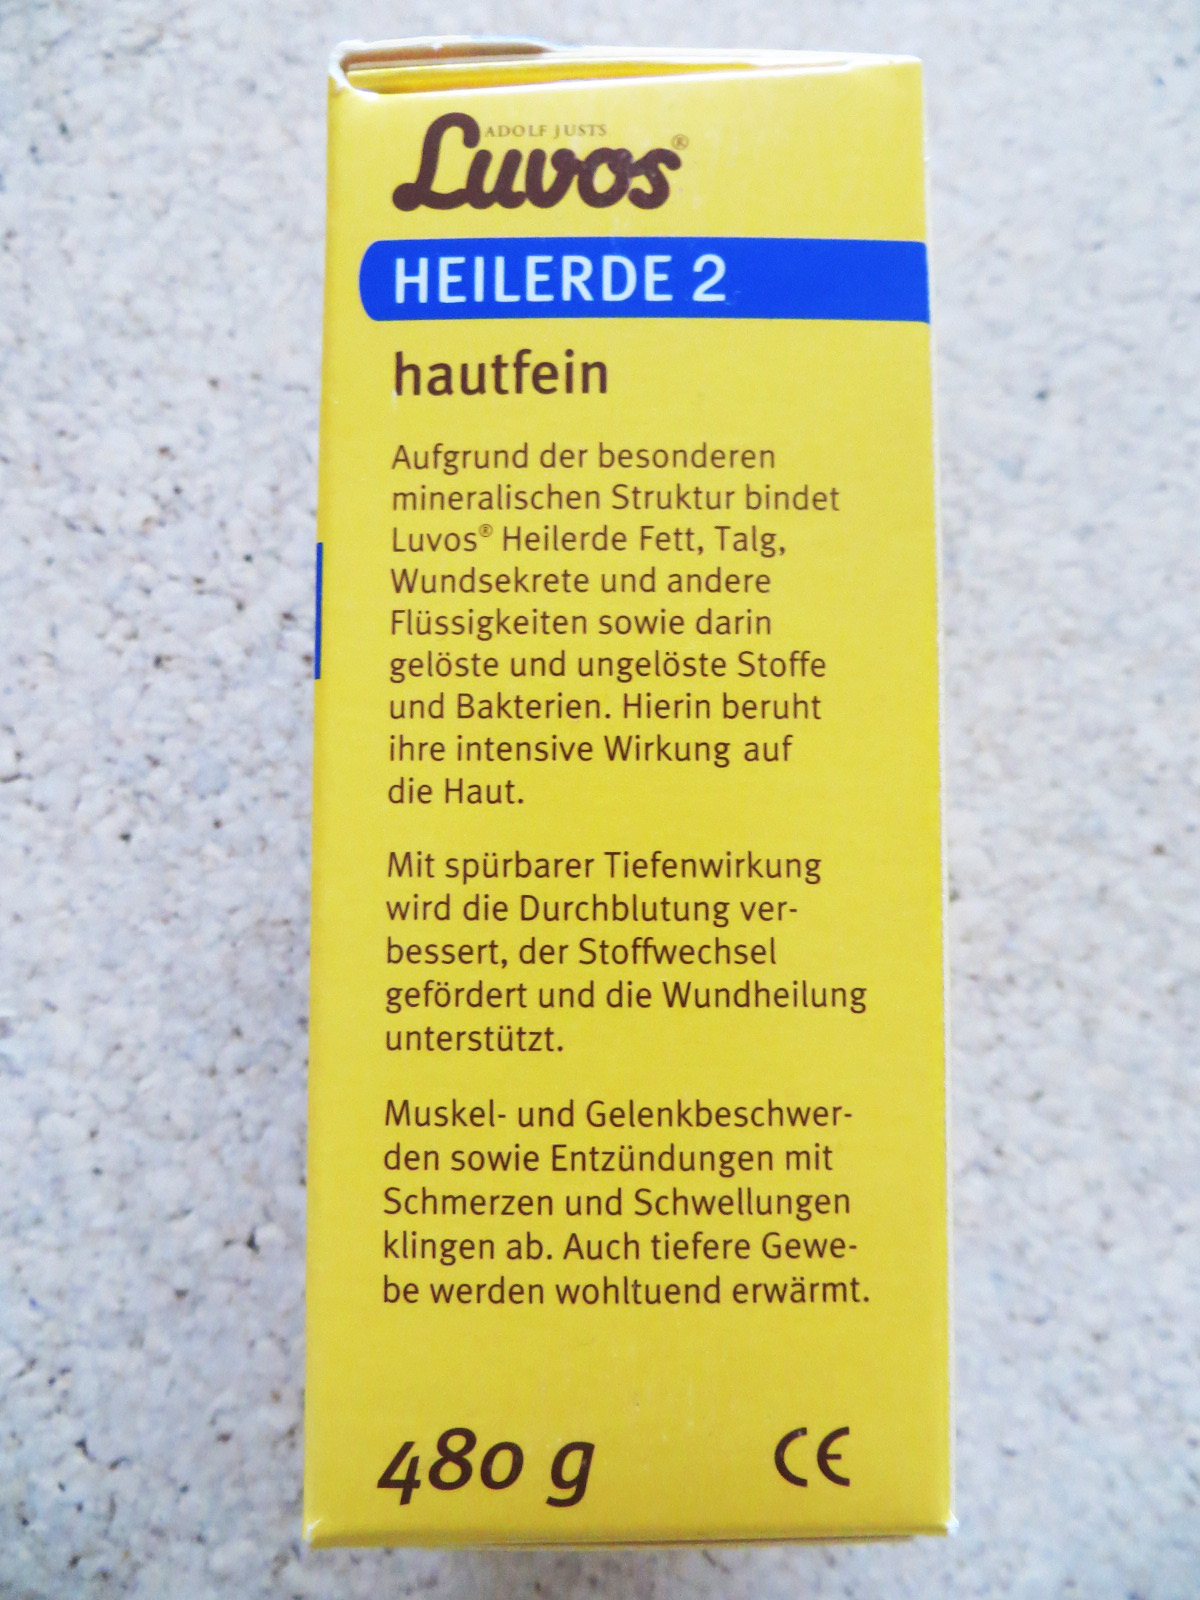 ADOLF JUSTS
Luvos®
HEILERDE 2
hautfein
Aufgrund der besonderen
mineralischen Struktur bindet
Luvos® Heilerde Fett, Talg,
Wundsekrete und andere
Flüssigkeiten sowie darin
gelöste und ungelöste Stoffe
und Bakterien. Hierin beruht
ihre intensive Wirkung auf
die Haut.
Mit spürbarer Tiefenwirkung
wird die Durchblutung ver-
bessert, der Stoffwechsel
gefördert und die Wundheilung
unterstützt.
Muskel- und Gelenkbeschwer-
den sowie Entzündungen mit
Schmerzen und Schwellungen
klingen ab. Auch tiefere Gewe-
be werden wohltuend erwärmt.
480 g CE